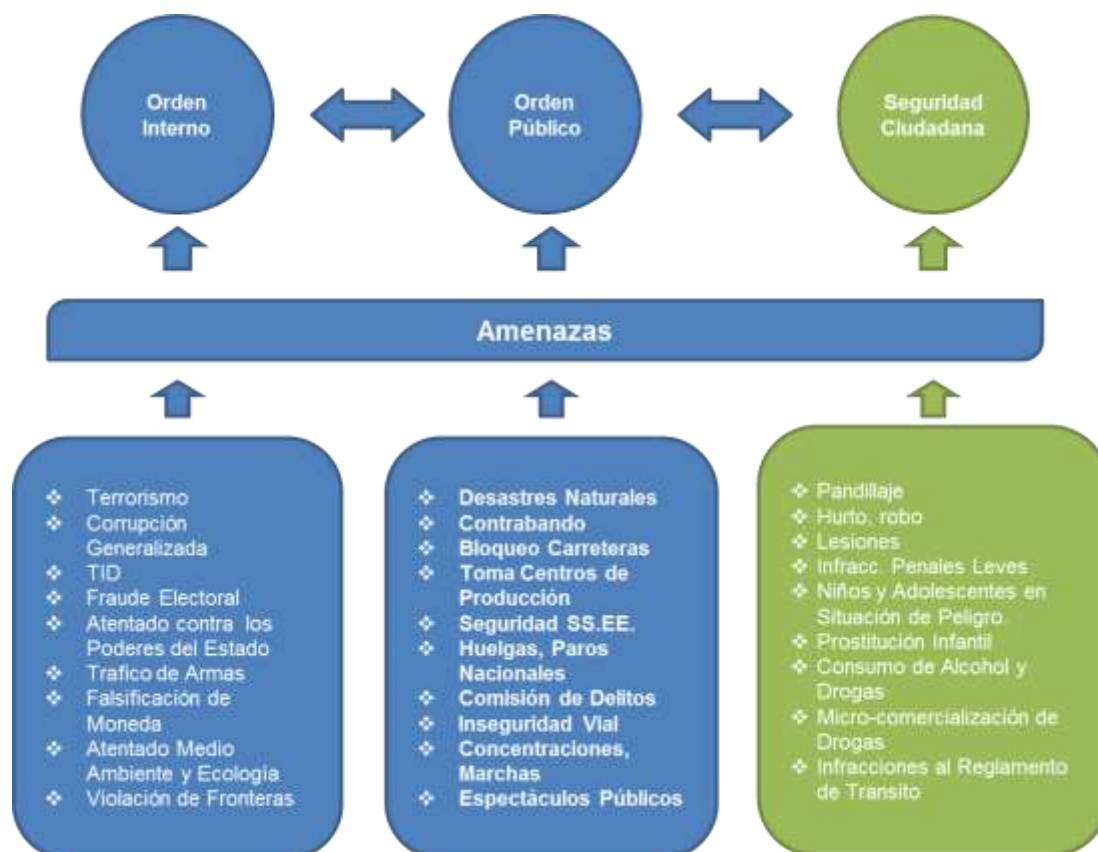 Orden
Interno
Orden
Público
Seguridad
Ciudadana
Amenazas
❖ Terrorismo
❖ Corrupción
Generalizada
❖ TID
❖ Fraude Electoral
❖ Atentado contra los
Poderes del Estado
❖ Trafico de Armas
❖ Falsificación de
Moneda
❖ Atentado Medio
Ambiente y Ecología
❖ Violación de Fronteras
❖ Desastres Naturales
❖ Contrabando
❖ Bloqueo Carreteras
❖ Toma Centros de
Producción
❖ Seguridad SS.EE.
❖ Huelgas, Paros
Nacionales
❖ Comisión de Delitos
❖ Inseguridad Vial
❖ Concentraciones,
Marchas
❖ Espectáculos Públicos
❖ Pandillaje
❖ Hurto, robo
❖ Lesiones
❖ Infracc. Penales Leves
❖ Niños y Adolescentes en
Situación de Peligro.
❖ Prostitución Infantil
❖ Consumo de Alcohol y
Drogas
❖ Micro-comercialización de
Drogas
❖ Infracciones al Reglamento
de Transito